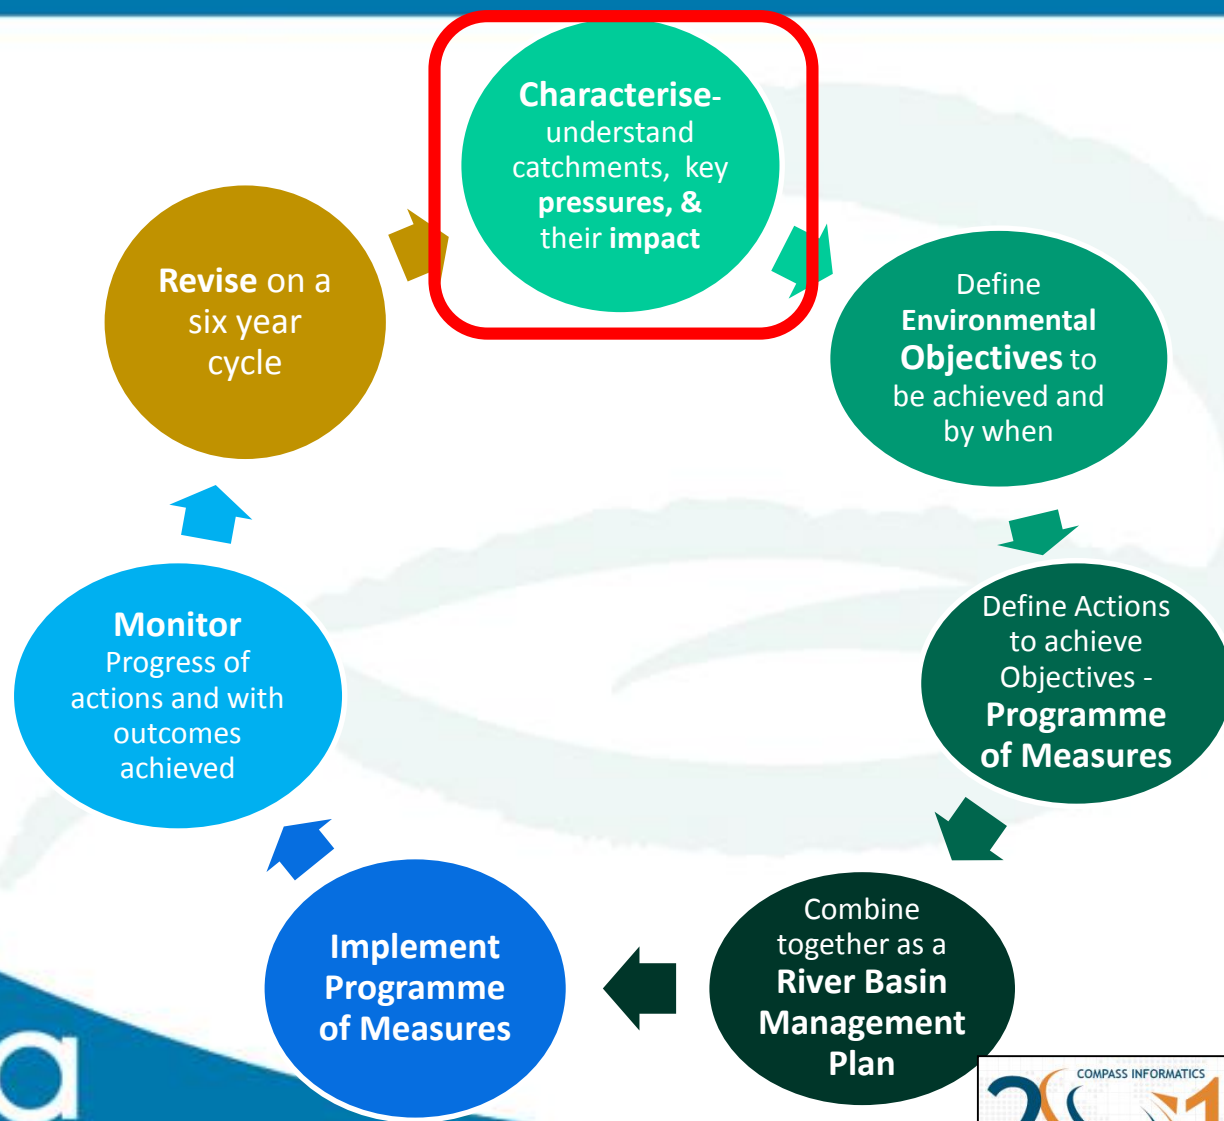 Characterise-
understand
catchments, key
pressures, &
their impact
Define
Environmental
Objectives to
be achieved and
by when
Define Actions
to achieve
Objectives -
Programme
of Measures
Combine
together as a
River Basin
Management
Plan
Implement
Programme
of Measures
Monitor
Progress of
actions and with
outcomes
achieved
Revise on a
six year
cycle
a
COMPASS INFORMATICS